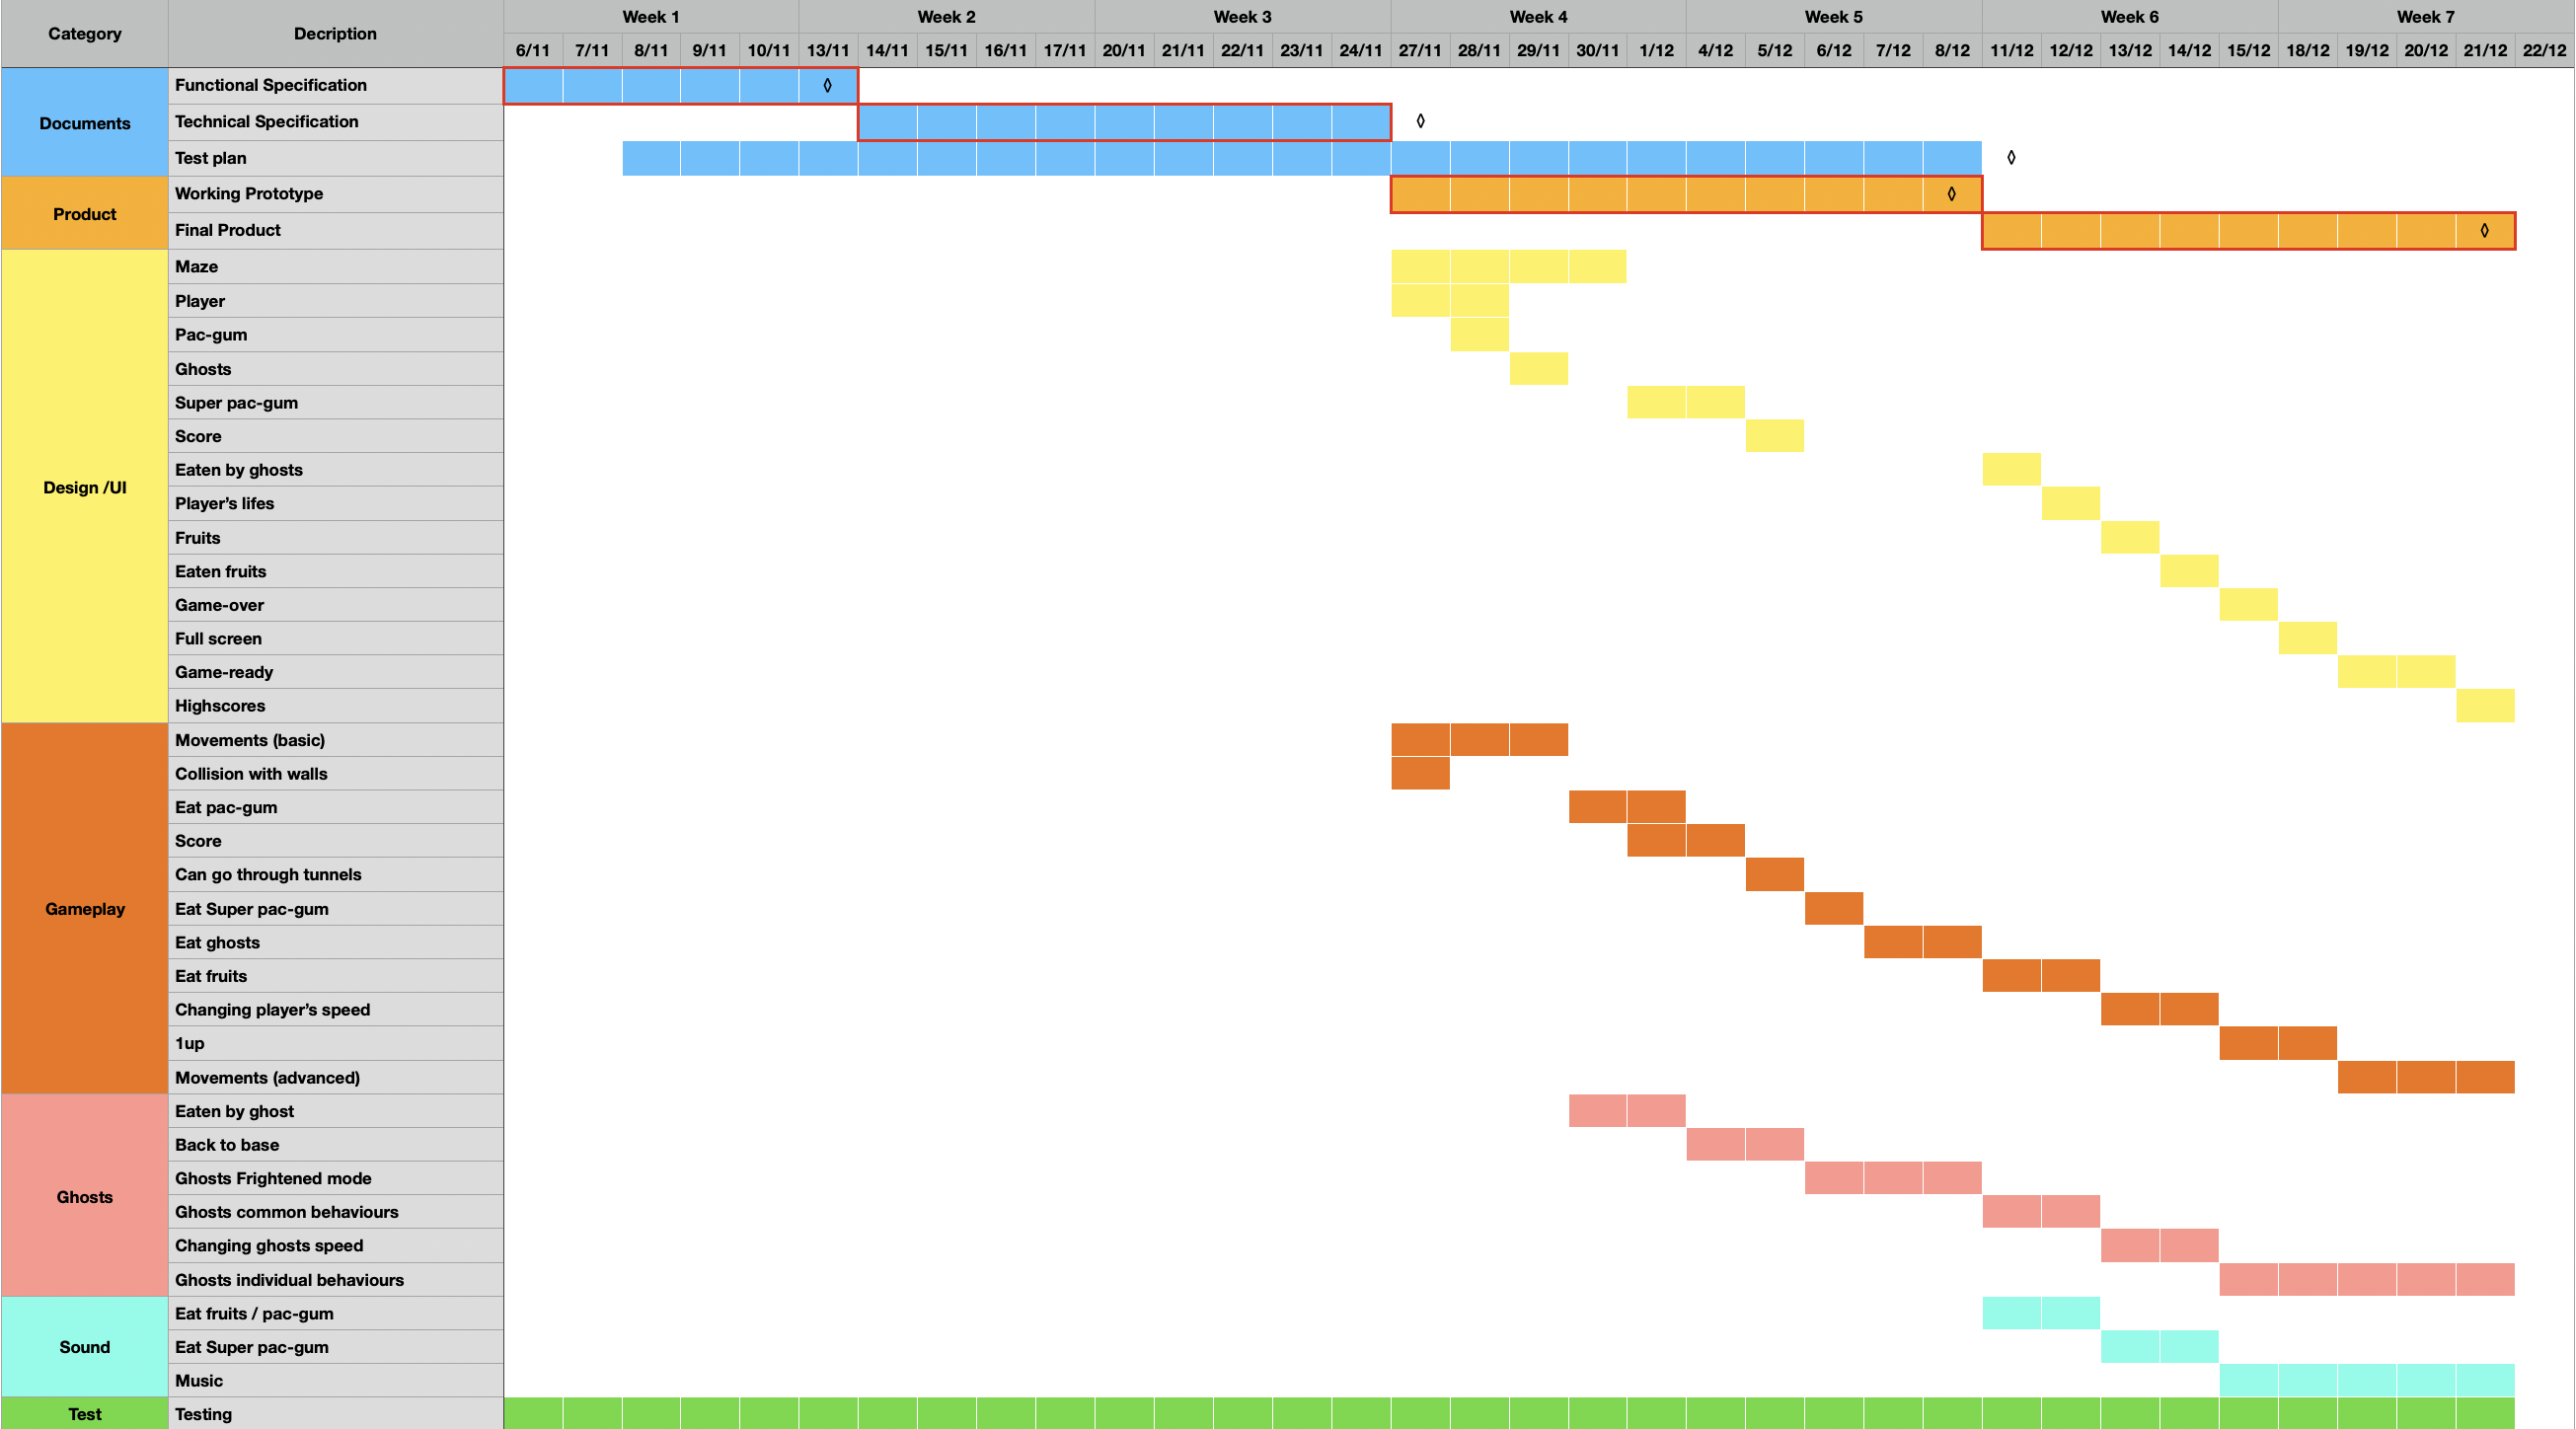 Category Decription Week 1 Week 2 Week 3 Week 4 Week 5 Week 6 Week 7
6/11 7/11 8/11 9/11 10/11 13/11 14/11 15/11 16/11 17/11 20/11 21/11 22/11 23/11 24/11 27/11 28/11 29/11 30/11 1/12 4/12 5/12 6/12 7/12 8/12 11/12 12/12 13/12 14/12 15/12 18/12 19/12 20/12 21/12 22/12
Documents
Functional Specification ◊
Technical Specification ◊
Test plan ◊
Product
Working Prototype ◊
Final Product ◊
Design /UI
Maze
Player
Pac-gum
Ghosts
Super pac-gum
Score
Eaten by ghosts
Player’s lifes
Fruits
Eaten fruits
Game-over
Full screen
Game-ready
Highscores
Gameplay
Movements (basic)
Collision with walls
Eat pac-gum
Score
Can go through tunnels
Eat Super pac-gum
Eat ghosts
Eat fruits
Changing player’s speed
1up
Movements (advanced)
Ghosts
Eaten by ghost
Back to base
Ghosts Frightened mode
Ghosts common behaviours
Changing ghosts speed
Ghosts individual behaviours
Sound
Eat fruits / pac-gum
Eat Super pac-gum
Music
Test
Testing